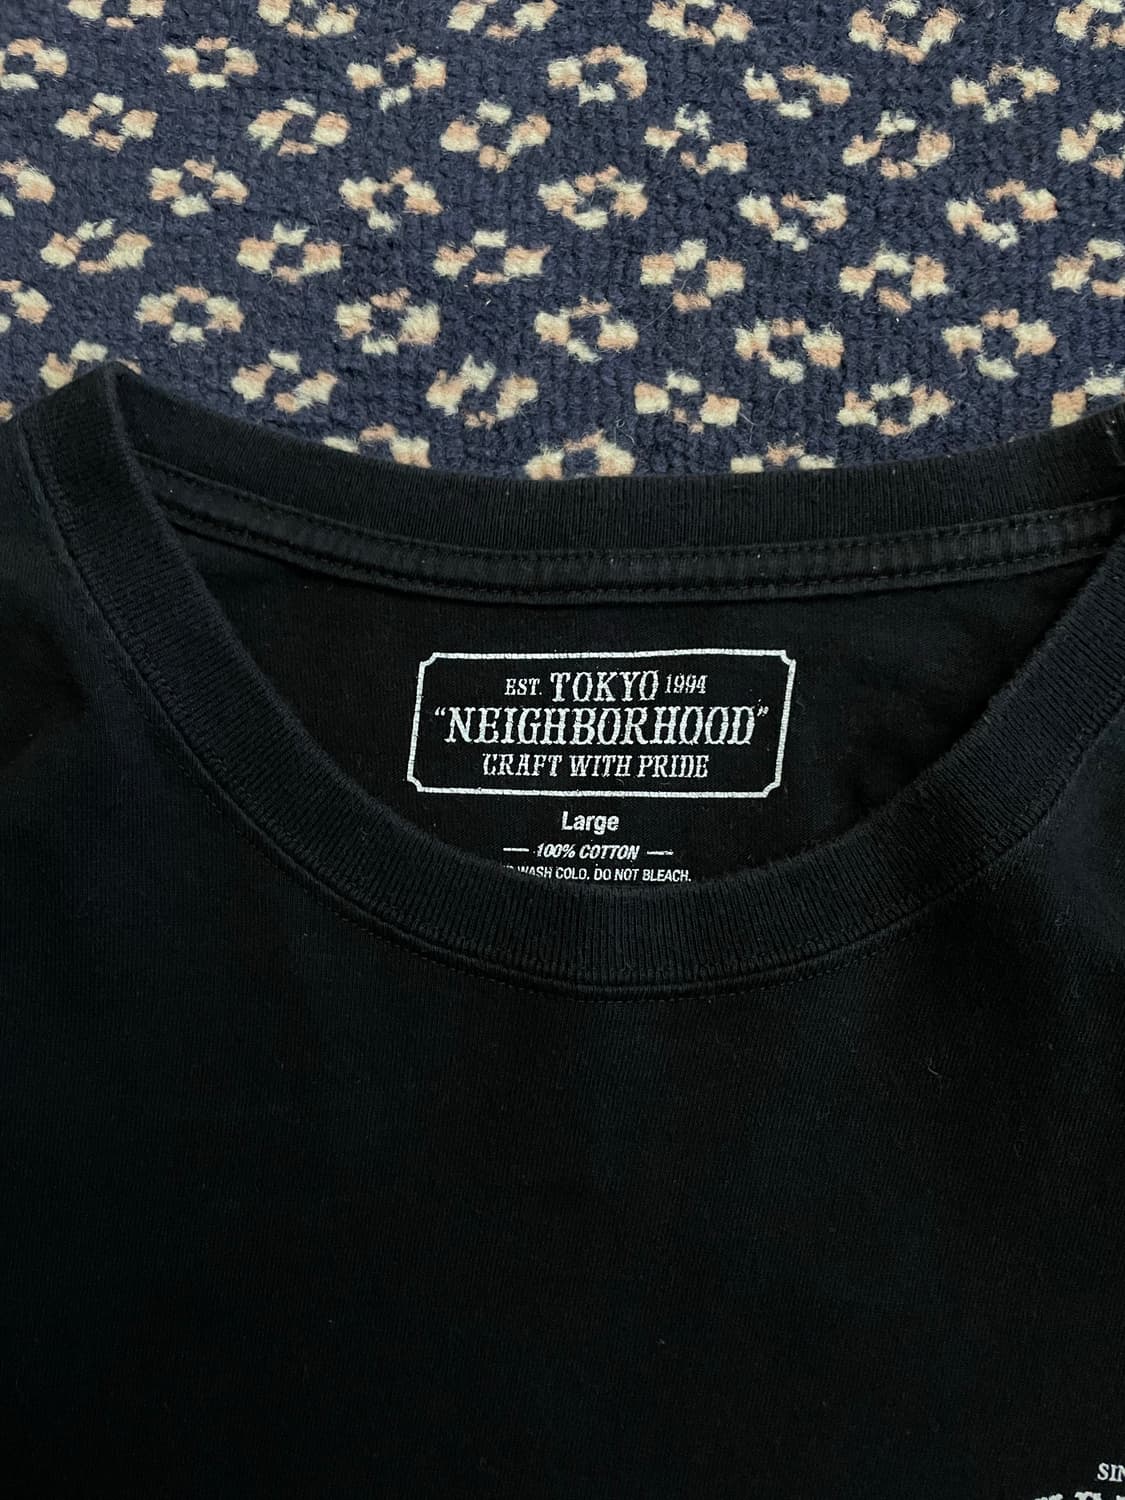 EST. TOKYO 1994
"NEIGHBORHOOD"
CRAFT WITH PRIDE
Large
— 100% COTTON —
WASH COLD. DO NOT BLEACH.